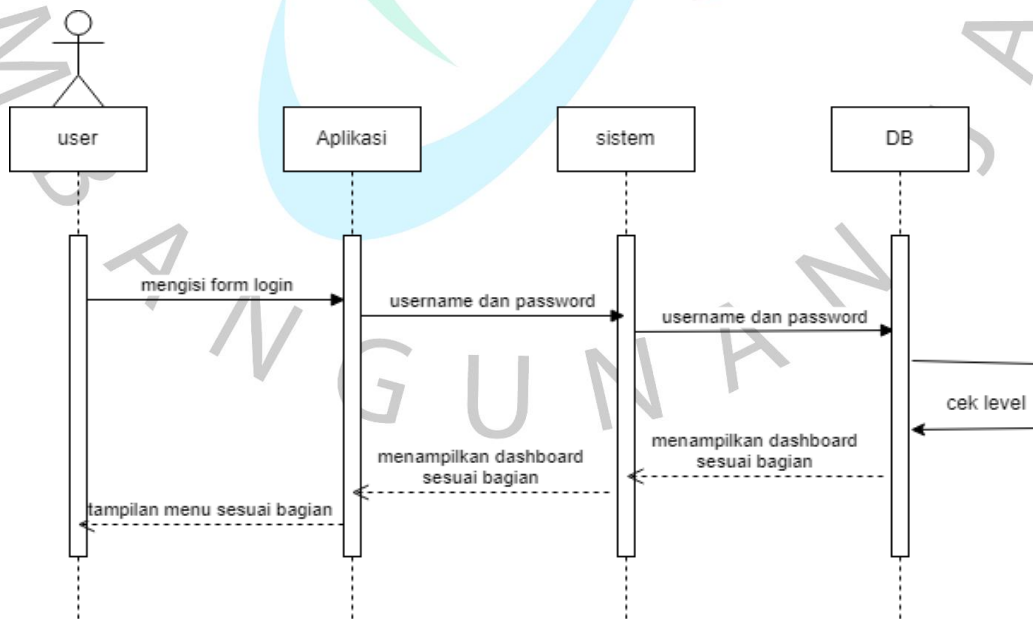 user
Aplikasi
sistem
DB
mengisi form login
username dan password
username dan password
cek level
menampilkan dashboard
sesuai bagian
menampilkan dashboard
sesuai bagian
tampilan menu sesuai bagian
M B A N G U N A N J A